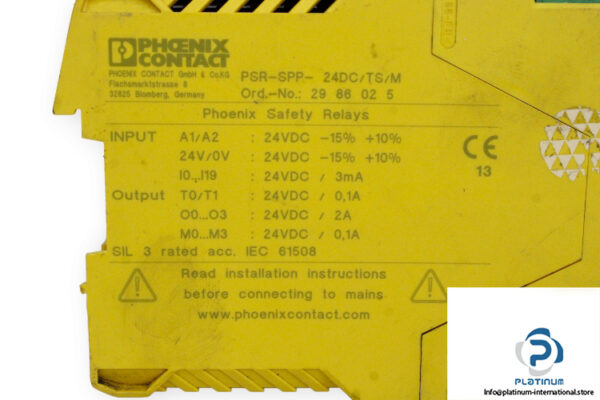 PHOENIX
CONTACT
PHOENIX CONTACT GmbH & Co.KG
Flachsmarktstrasse 8
32825 Blomberg, Germany
PSR-SPP- 24DC/TS/M
Ord.-No.: 29 86 02 5
Phoenix Safety Relays
INPUT A1/A2 : 24VDC -15% +10%
24V/0V : 24VDC -15% +10%
I0.,.I19 : 24VDC / 3mA
Output T0/T1 : 24VDC / 0,1A
O0...O3 : 24VDC / 2A
M0...M3 : 24VDC / 0,1A
SIL 3 rated acc. IEC 61508
CE
13
Read installation instructions
before connecting to mains
www.phoenixcontact.com
PLATINUM
info@platinum-international.store